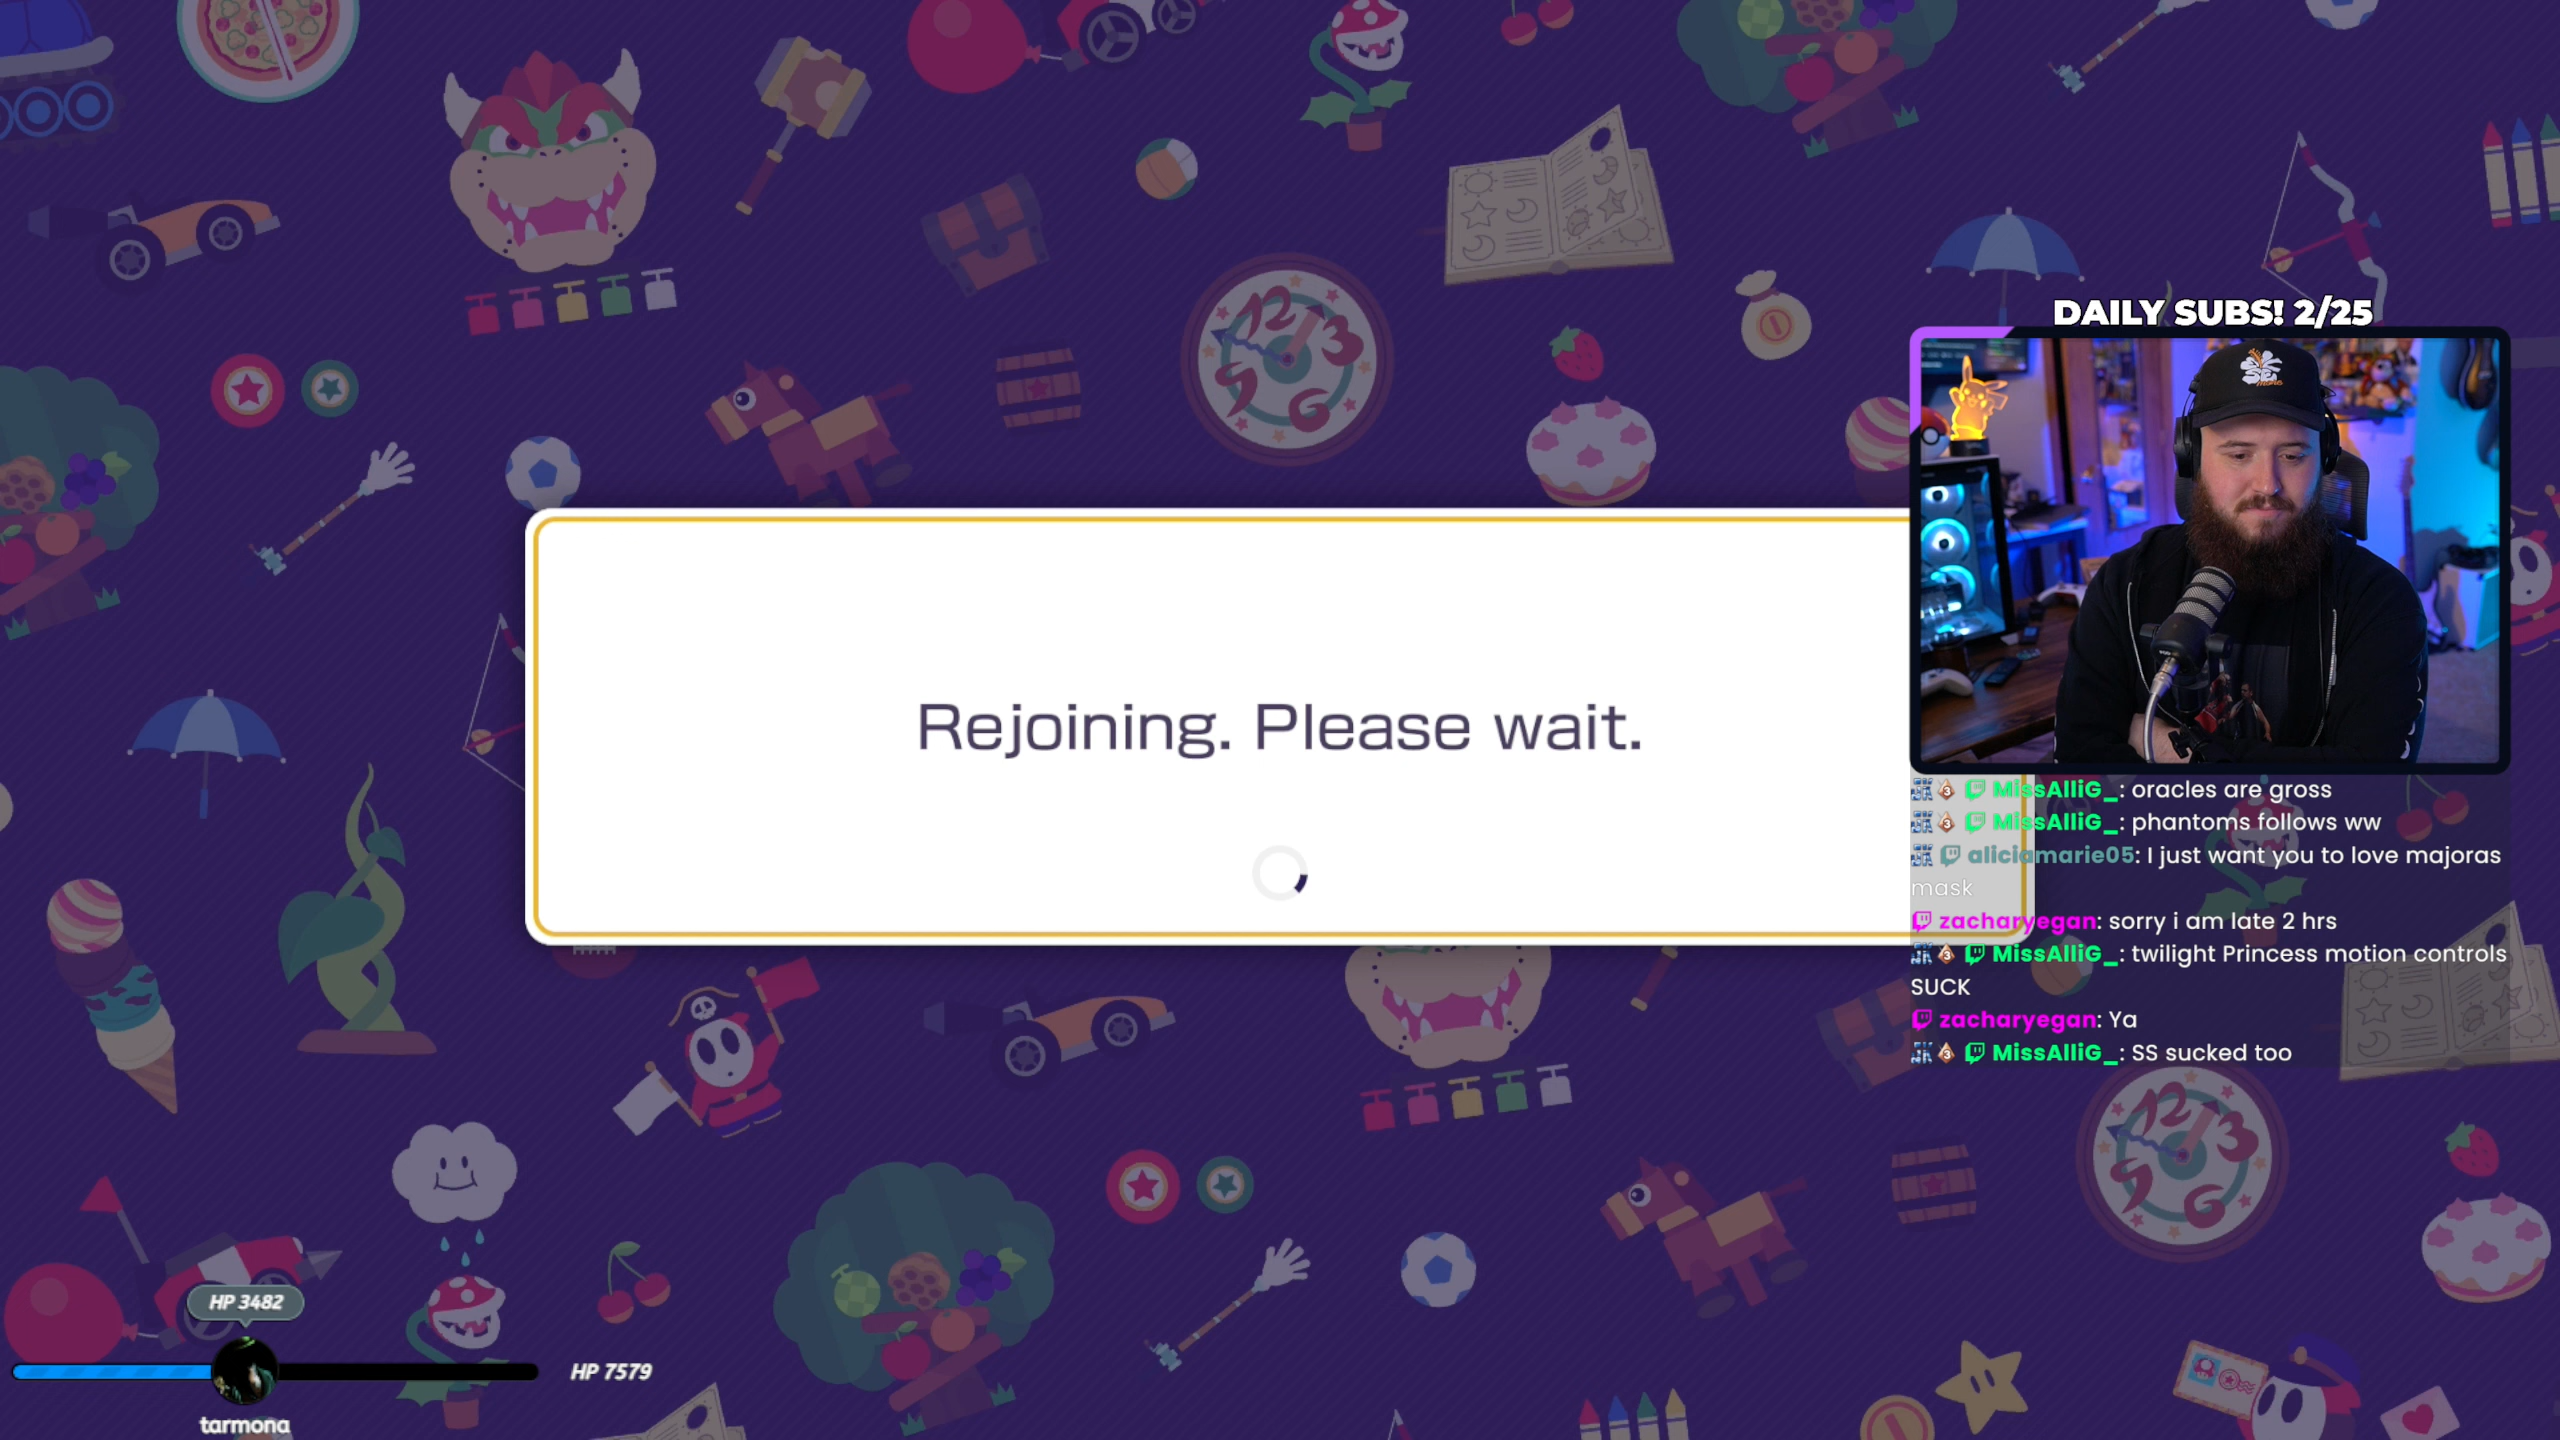 DAILY SUBS! 2/25
Rejoining. Please wait.
MissAlliG_: oracles are gross
MissAlliG_: phantoms follows ww
aliciamarie05: I just want you to love majoras
mask
zacharyegan: sorry i am late 2 hrs
MissAlliG_: twilight Princess motion controls
SUCK
zacharyegan: Ya
MissAlliG_: SS sucked too
HP 3482
HP 7579
tarmona